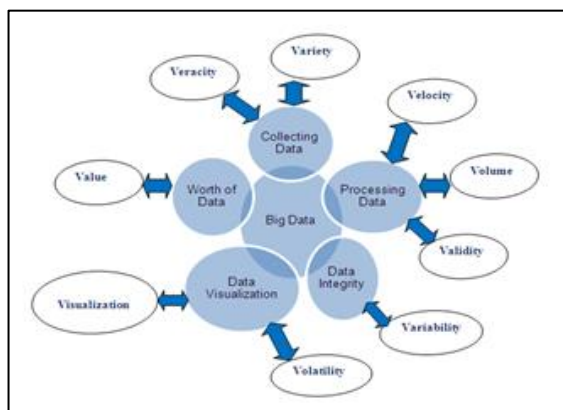 Variety
Veracity
Velocity
Collecting
Data
Value
Worth of
Data
Processing
Data
Volume
Big Data
Validity
Data
Visualization
Data
Integrity
Visualization
Variability
Volatility